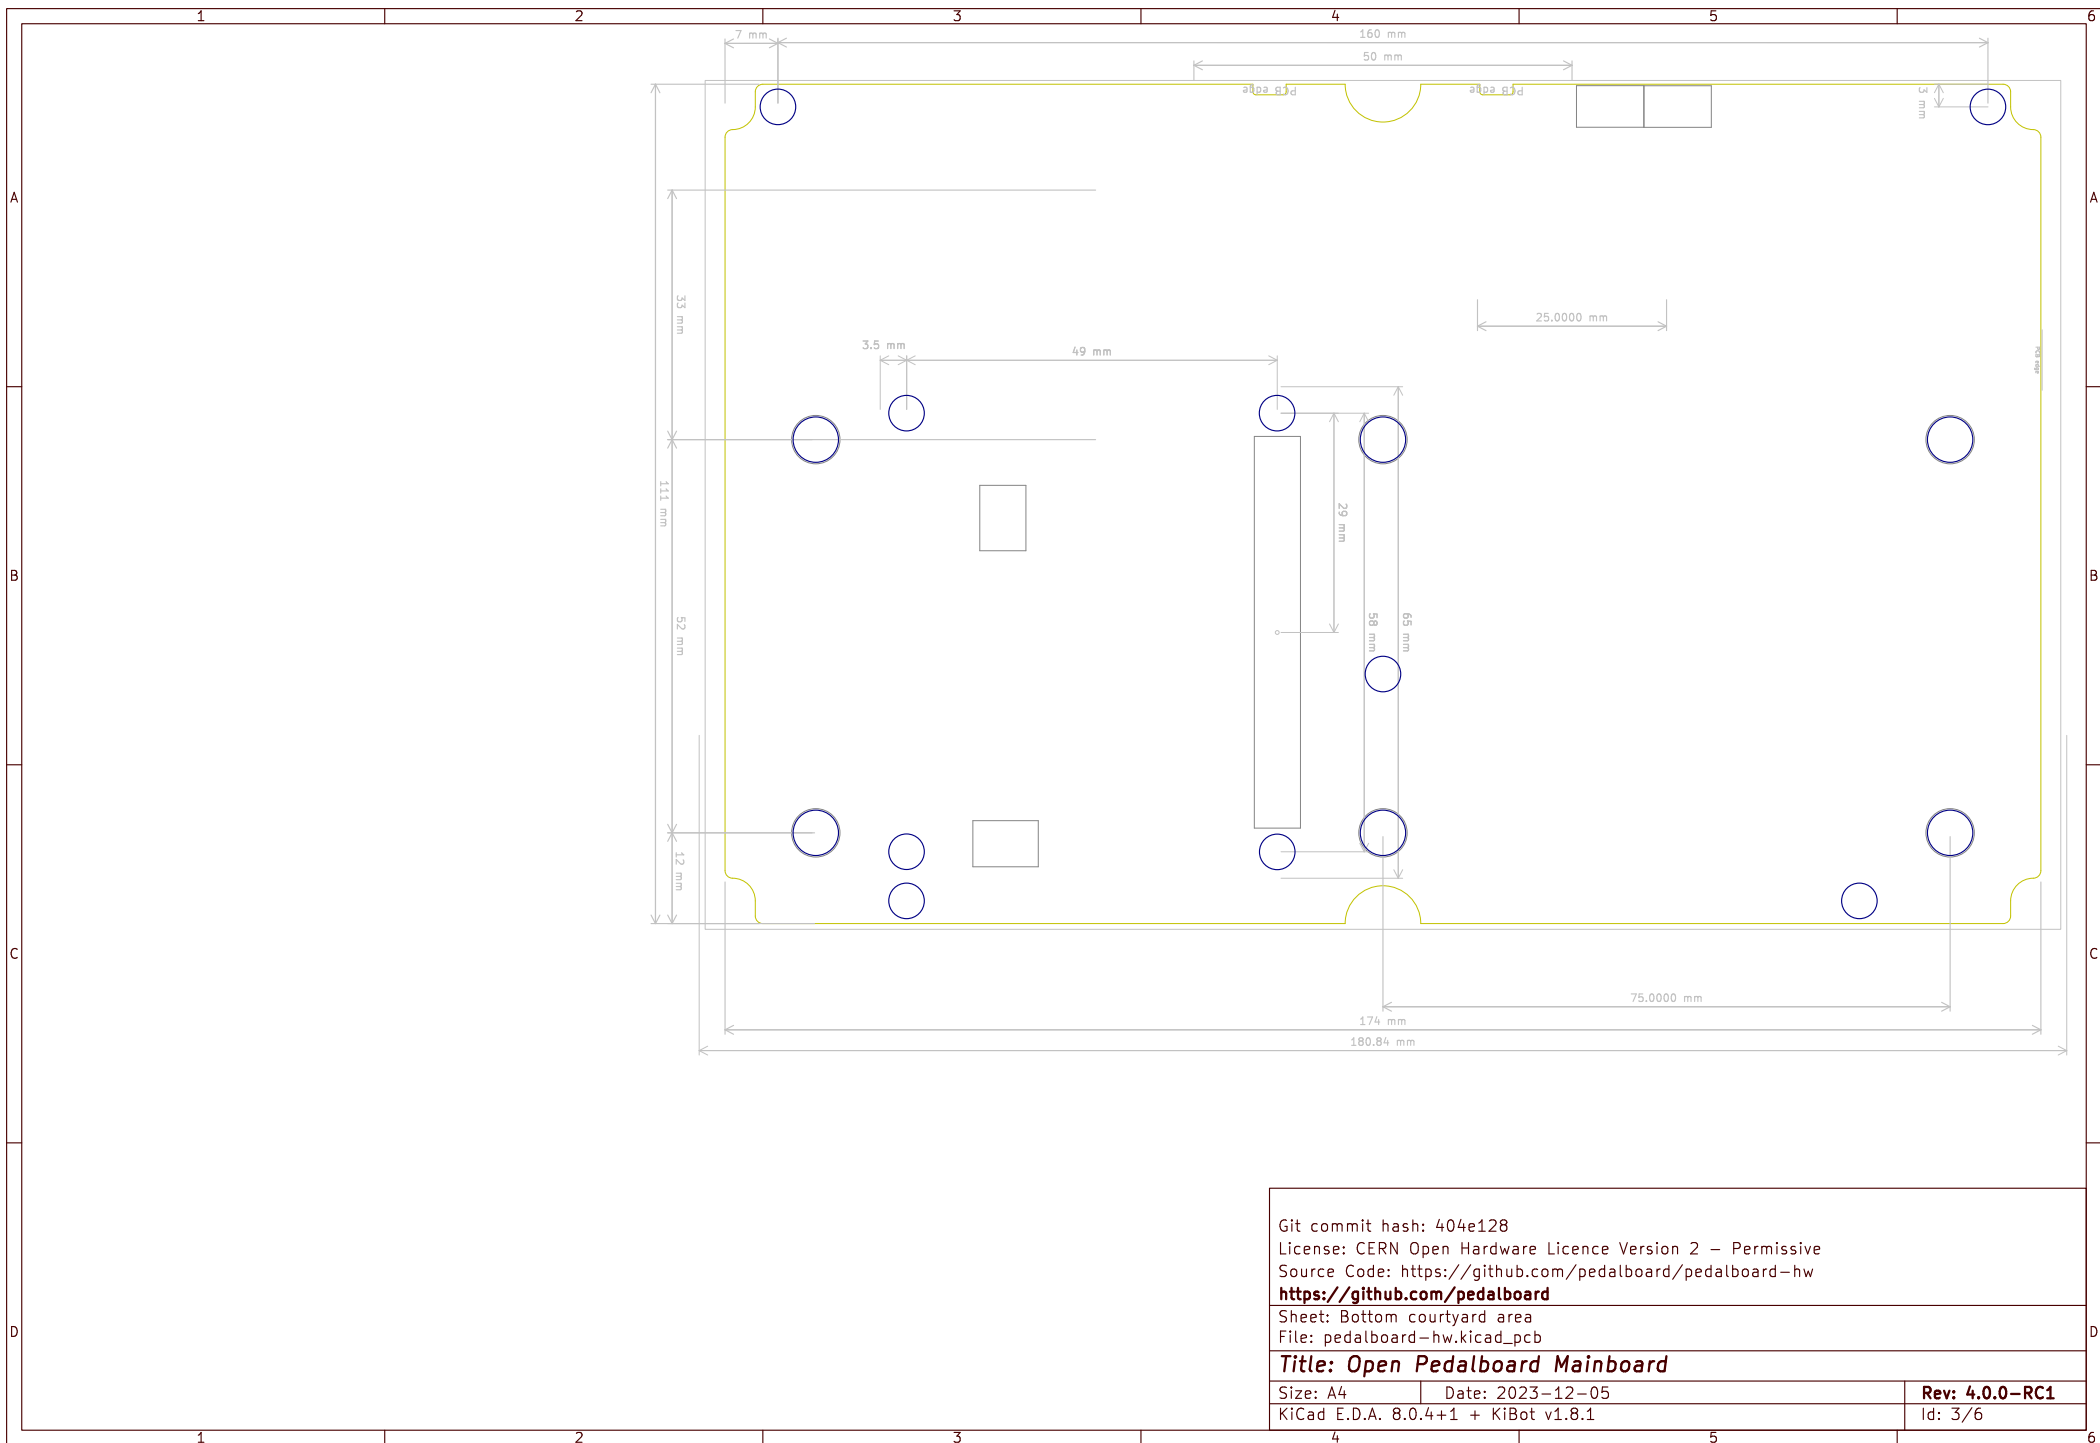 1 2 3 4 5 6
7 mm
160 mm
50 mm
PCB edge
PCB edge
3 mm
A
A
33 mm
25.0000 mm
3.5 mm
49 mm
PCB edge
111 mm
29 mm
B
B
52 mm
58 mm
65 mm
12 mm
C
C
75.0000 mm
174 mm
180.84 mm
Git commit hash: 404e128
License: CERN Open Hardware Licence Version 2 - Permissive
Source Code: https://github.com/pedalboard/pedalboard-hw
https://github.com/pedalboard
Sheet: Bottom courtyard area
File: pedalboard-hw.kicad_pcb
D
D
Title: Open Pedalboard Mainboard
Size: A4 Date: 2023-12-05 Rev: 4.0.0-RC1
KiCad E.D.A. 8.0.4+1 + KiBot v1.8.1 Id: 3/6
1 2 3 4 5 6